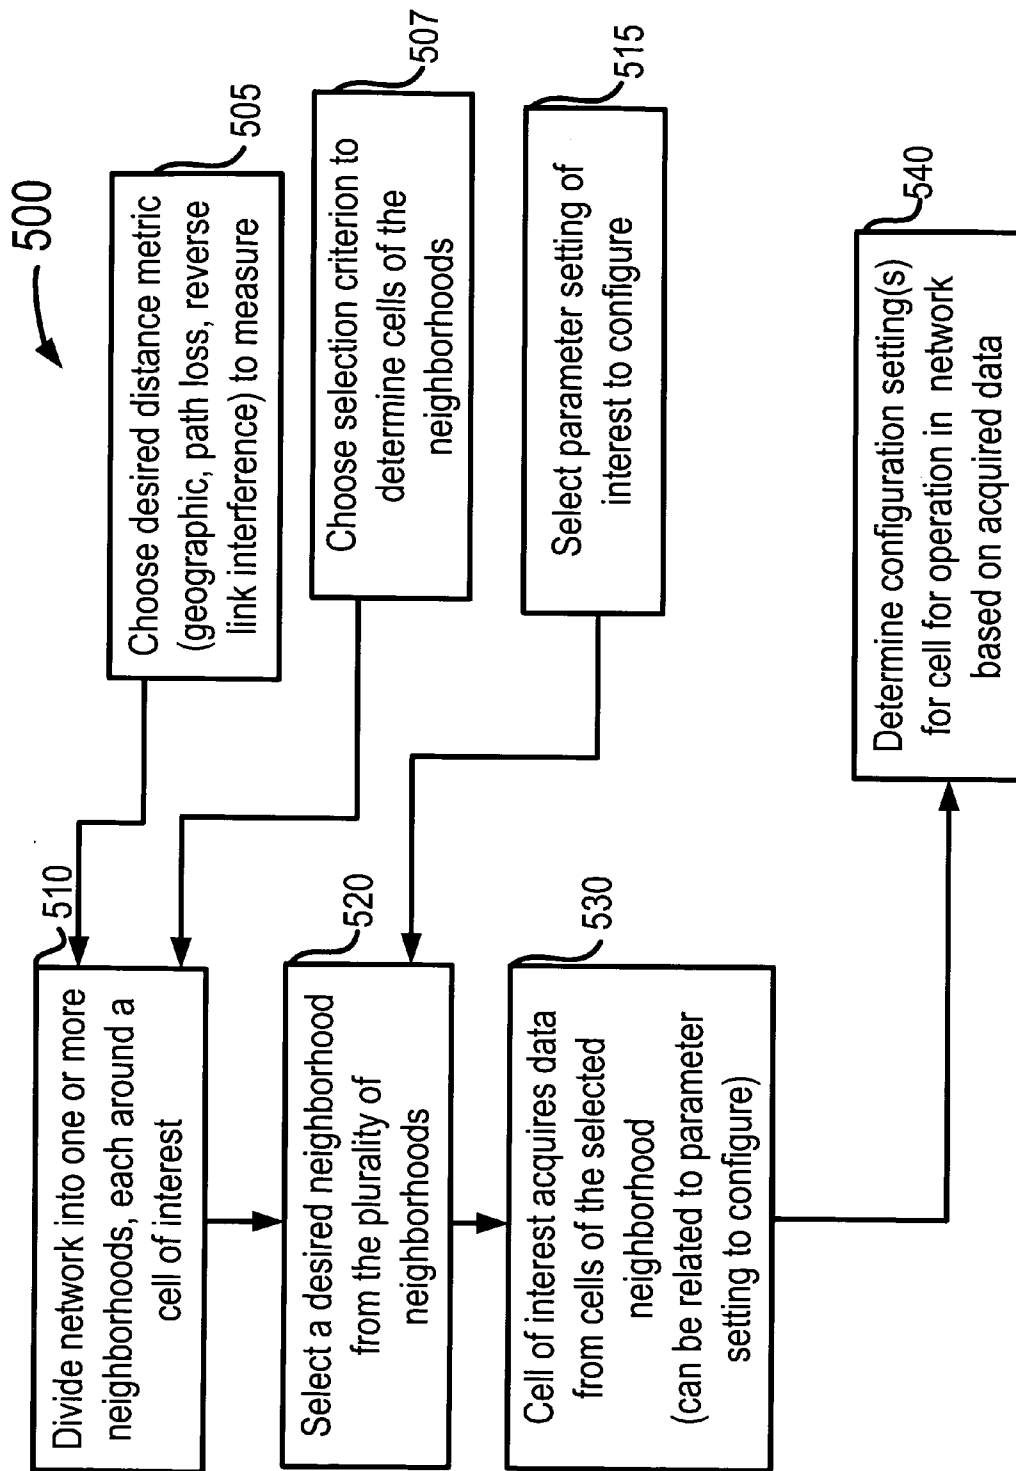 500
505
Choose desired distance metric
(geographic, path loss, reverse
link interference) to measure
507
Choose selection criterion to
determine cells of the
neighborhoods
510
Divide network into one or more
neighborhoods, each around a
cell of interest
515
Select parameter setting of
interest to configure
520
Select a desired neighborhood
from the plurality of
neighborhoods
530
Cell of interest acquires data
from cells of the selected
neighborhood
(can be related to parameter
setting to configure)
540
Determine configuration setting(s)
for cell for operation in network
based on acquired data